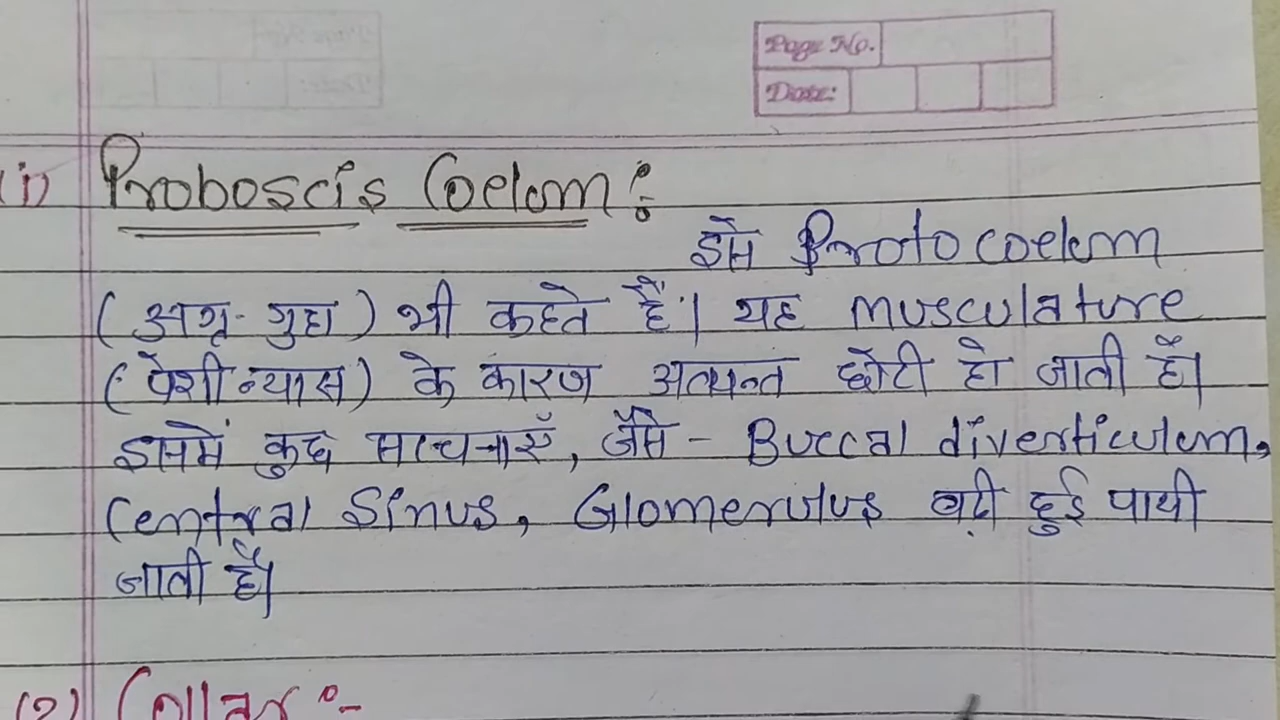 Page No.
Date:
(i) Proboscis Coelom :-
इसे Protocoelom
(अग्र-गुहा) भी कहते हैं। यह musculature
(पेशीन्यास) के कारण अत्यन्त छोटी हो जाती है।
इसमें कुछ सरचनाएँ, जैसे - Buccal diverticulum,
Central Sinus, Glomerulus बढी हुई पायी
जाती है।
(2) Collar :-